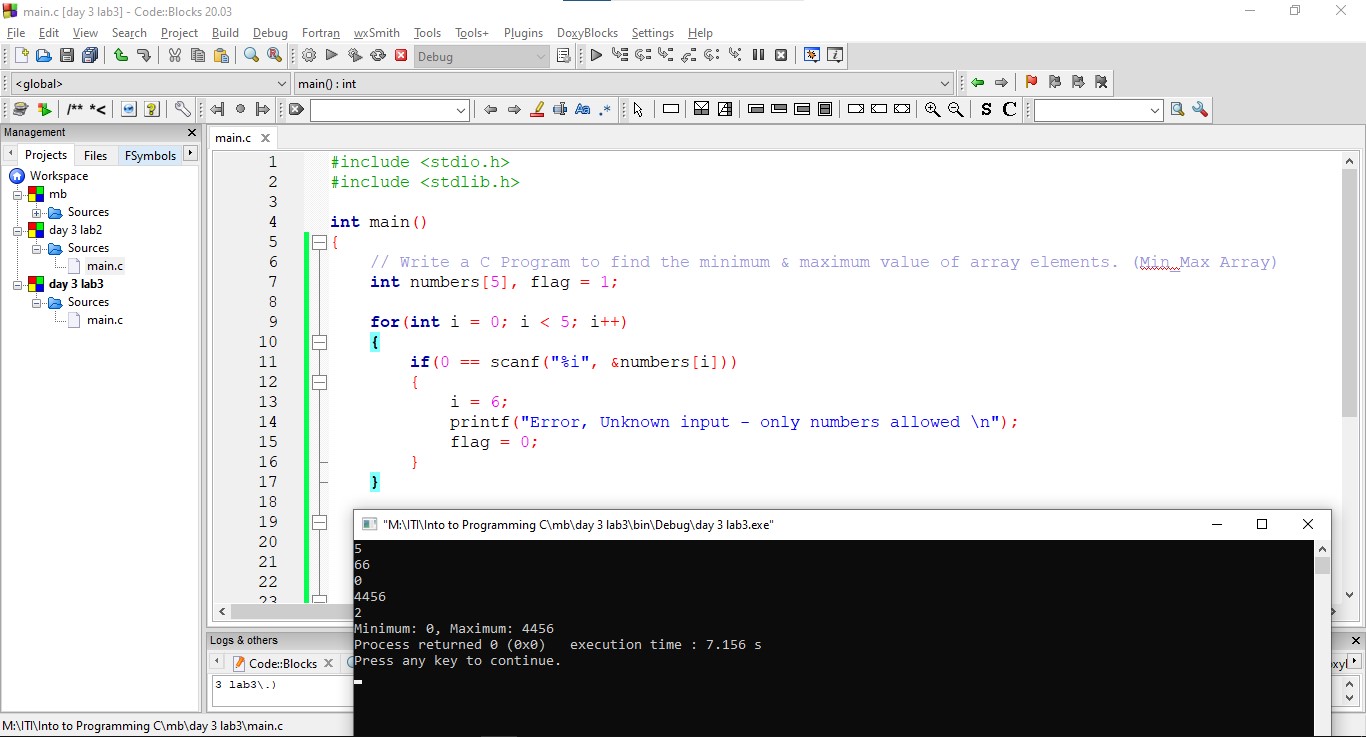 main.c [day 3 lab3] - Code::Blocks 20.03
File Edit View Search Project Build Debug Fortran wxSmith Tools Tools+ Plugins DoxyBlocks Settings Help
Debug
<global> main() : int
/** *< .* S C
Management
Projects Files FSymbols
Workspace
mb
Sources
day 3 lab2
Sources
main.c
day 3 lab3
Sources
main.c
main.c
1 #include <stdio.h>
2 #include <stdlib.h>
3
4 int main()
5 {
6 // Write a C Program to find the minimum & maximum value of array elements. (Min_Max Array)
7 int numbers[5], flag = 1;
8
9 for(int i = 0; i < 5; i++)
10 {
11 if(0 == scanf("%i", &numbers[i]))
12 {
13 i = 6;
14 printf("Error, Unknown input - only numbers allowed \n");
15 flag = 0;
16 }
17 }
18
19
20
21
22
23
"M:\ITI\Into to Programming C\mb\day 3 lab3\bin\Debug\day 3 lab3.exe"
5
66
0
4456
2
Minimum: 0, Maximum: 4456
Process returned 0 (0x0)   execution time : 7.156 s
Press any key to continue.
Logs & others
Code::Blocks
3 lab3\.)
M:\ITI\Into to Programming C\mb\day 3 lab3\main.c